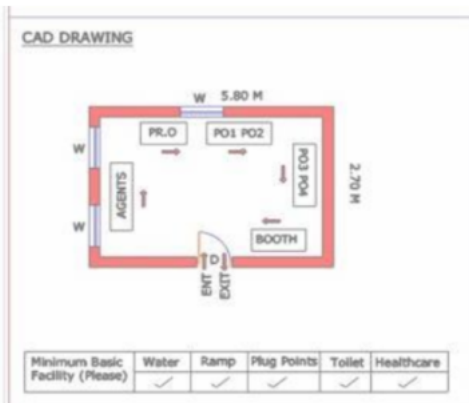 CAD DRAWING
W 5.80 M
PR.O
PO1 PO2
W
PO3 PO4
2.70 M
AGENTS
W
BOOTH
D
ENT
EXIT
Minimum Basic Facility (Please)
Water
Ramp
Plug Points
Toilet
Healthcare